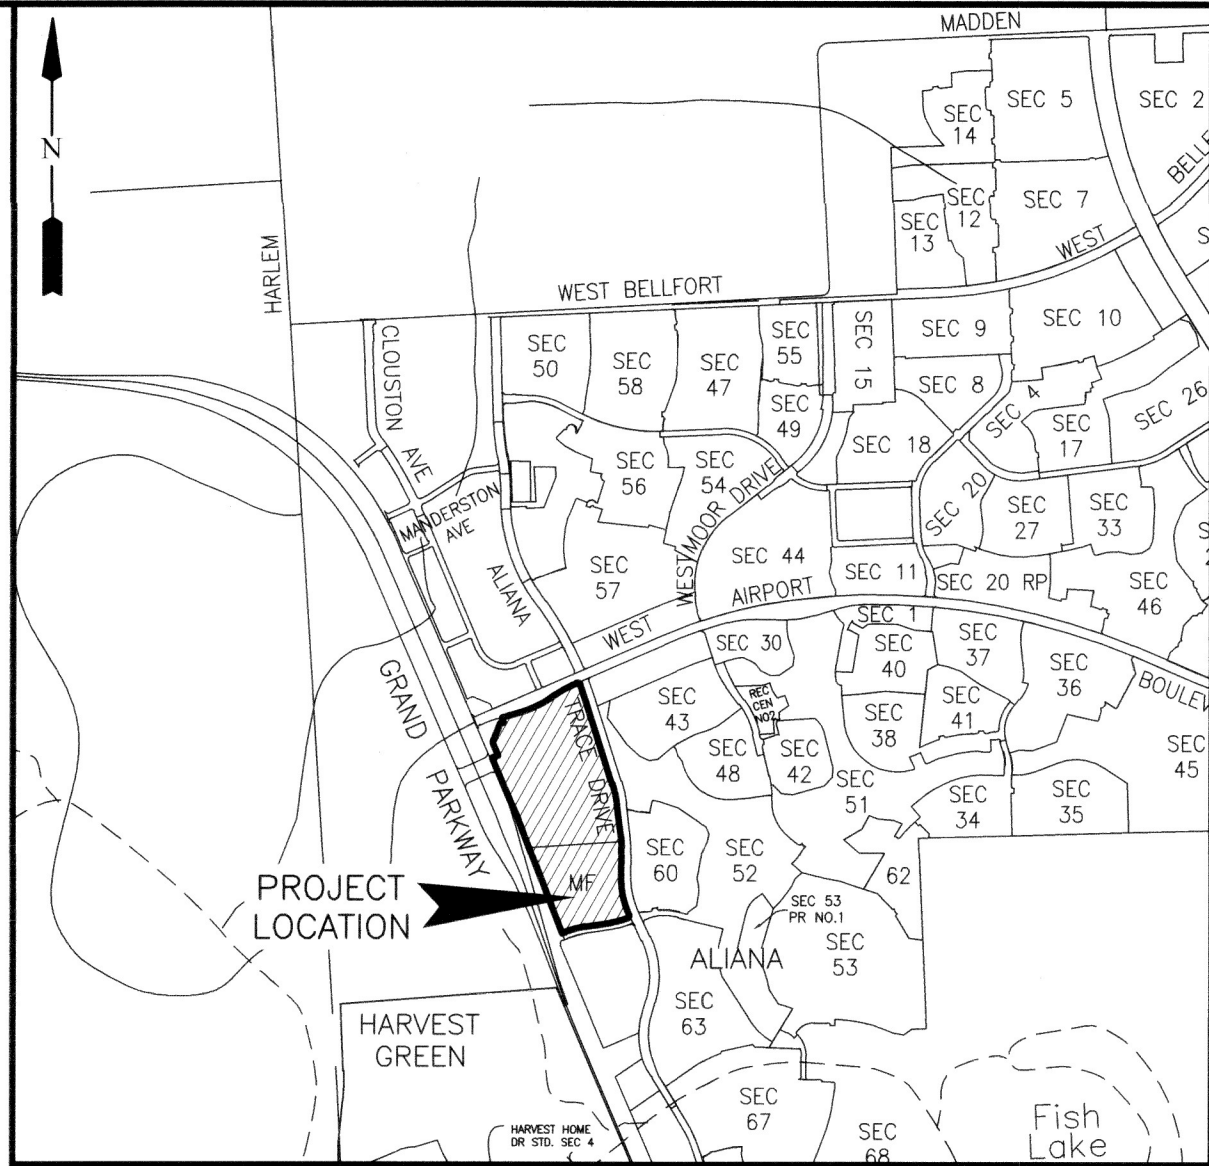 MADDEN
N
SEC 5
SEC 2
SEC
14
BELLF
SEC
12
SEC 7
SEC
13
WEST
S
HARLEM
WEST BELLFORT
SEC 15
SEC 9
SEC 10
CLOUSTON
AVE
SEC
50
SEC
58
SEC
47
SEC
55
SEC 8
SEC 4
SEC 26
SEC
49
SEC
17
SEC 18
SEC
56
SEC
54
WESTMOOR DRIVE
SEC 20
SEC
27
SEC
33
MANDERSTON
AVE
SEC
57
SEC 44
SEC 11
SEC 20 RP
SEC
46
ALIANA
WEST
AIRPORT
SEC 1
BOULEV
SEC 30
SEC
40
SEC
37
SEC
36
GRAND
PARKWAY
TRACE DRIVE
SEC
43
REC
CEN
NO2
SEC
38
SEC
41
SEC
48
SEC
42
SEC
51
SEC
45
SEC
34
SEC
35
SEC
60
SEC
52
62
MF
PROJECT
LOCATION
SEC 53
PR NO.1
ALIANA
SEC
53
SEC
63
HARVEST
GREEN
SEC
67
HARVEST HOME
DR STD. SEC 4
SEC
68
Fish
Lake